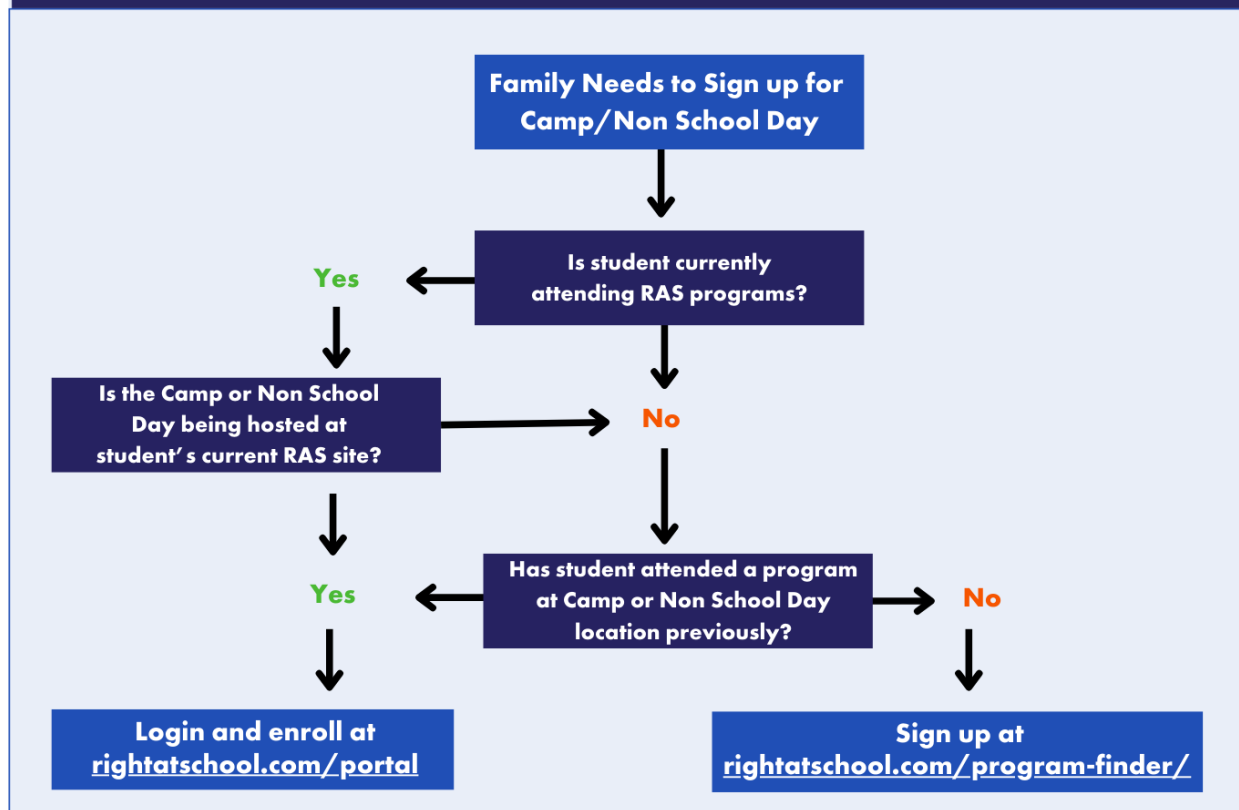 Family Needs to Sign up for
Camp/Non School Day
Is student currently
attending RAS programs?
Yes
Is the Camp or Non School
Day being hosted at
student's current RAS site?
No
Has student attended a program
at Camp or Non School Day
location previously?
Yes
No
Login and enroll at
rightatschool.com/portal
Sign up at
rightatschool.com/program-finder/